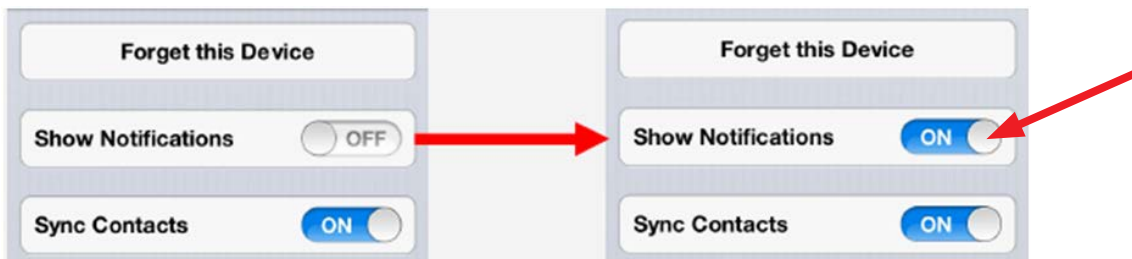 Forget this Device
Show Notifications OFF
Sync Contacts ON
Forget this Device
Show Notifications ON
Sync Contacts ON